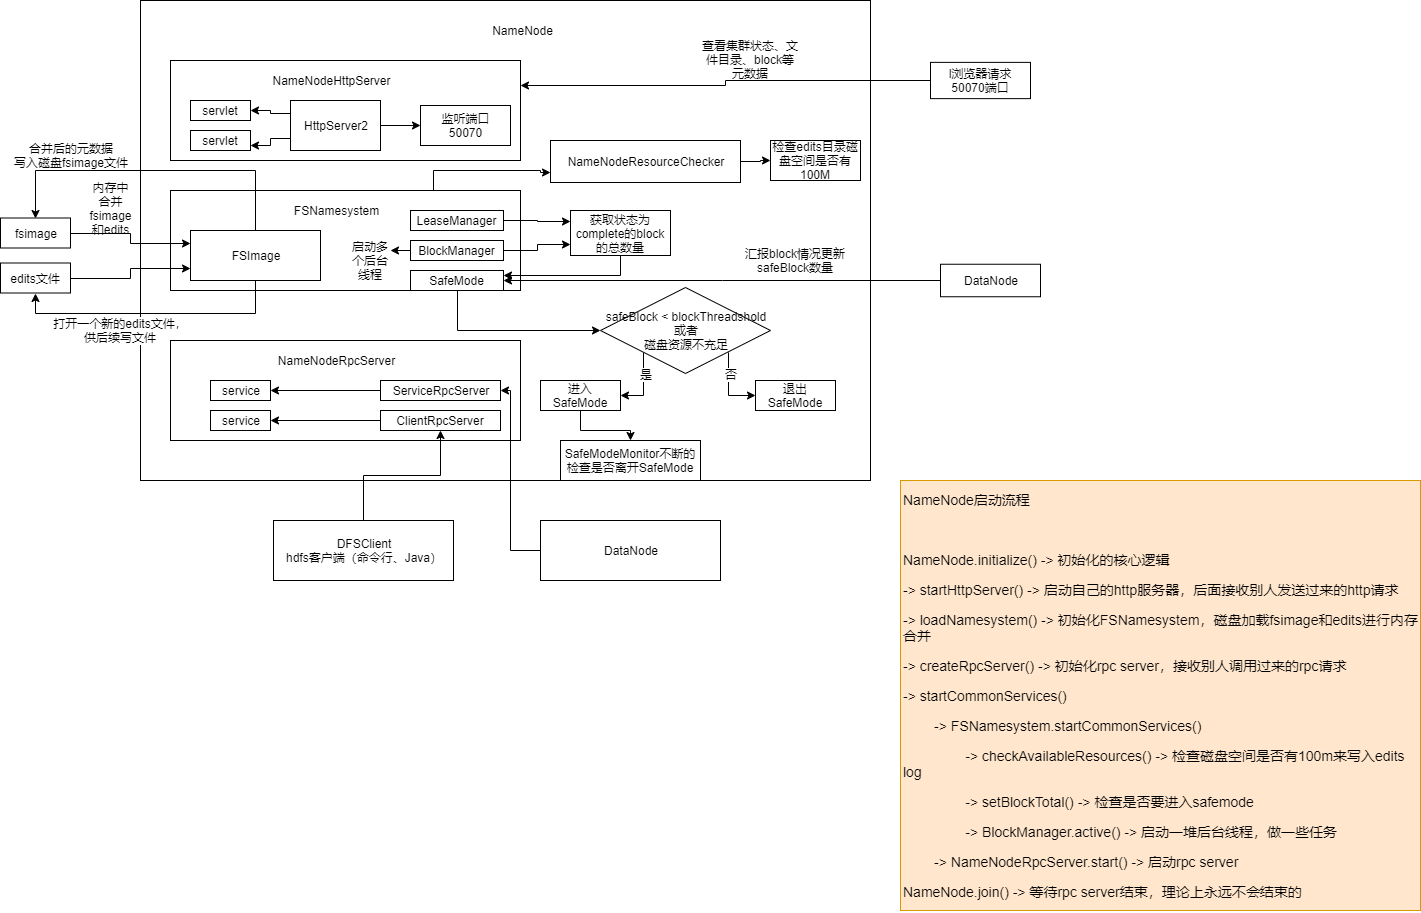 NameNode
查看集群状态、文
件目录、block等
元数据
I浏览器请求
50070端口
NameNodeHttpServer
servlet
servlet
HttpServer2
监听端口
50070
合并后的元数据
写入磁盘fsimage文件
NameNodeResourceChecker
检查edits目录磁
盘空间是否有
100M
内存中
合并
fsimage
和edits
fsimage
edits文件
FSNamesystem
FSImage
LeaseManager
BlockManager
SafeMode
启动多
个后台
线程
获取状态为
complete的block
的总数量
汇报block情况更新
safeBlock数量
DataNode
打开一个新的edits文件，
供后续写文件
safeBlock < blockThreadshold
或者
磁盘资源不充足
是
否
进入
SafeMode
退出
SafeMode
SafeModeMonitor不断的
检查是否离开SafeMode
NameNodeRpcServer
service
ServiceRpcServer
service
ClientRpcServer
DFSClient
hdfs客户端（命令行、Java）
DataNode
NameNode启动流程
NameNode.initialize() -> 初始化的核心逻辑
-> startHttpServer() -> 启动自己的http服务器，后面接收别人发送过来的http请求
-> loadNamesystem() -> 初始化FSNamesystem，磁盘加载fsimage和edits进行内存
合并
-> createRpcServer() -> 初始化rpc server，接收别人调用过来的rpc请求
-> startCommonServices()
-> FSNamesystem.startCommonServices()
-> checkAvailableResources() -> 检查磁盘空间是否有100m来写入edits
log
-> setBlockTotal() -> 检查是否要进入safemode
-> BlockManager.active() -> 启动一堆后台线程，做一些任务
-> NameNodeRpcServer.start() -> 启动rpc server
NameNode.join() -> 等待rpc server结束，理论上永远不会结束的